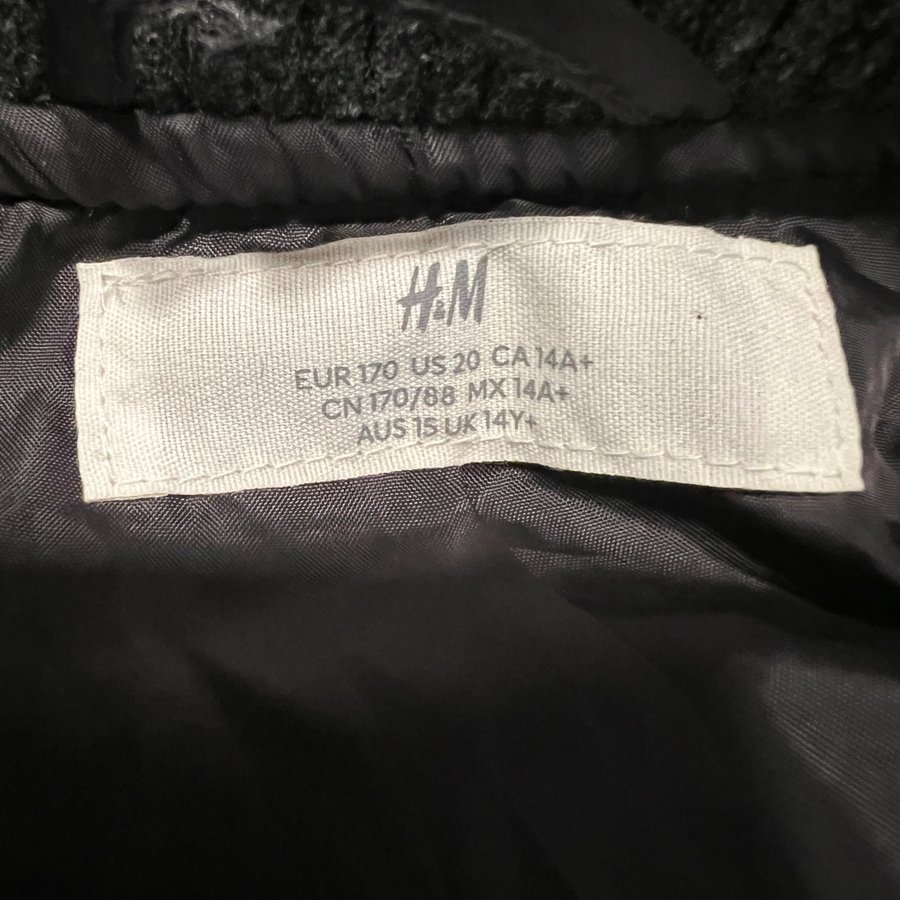 H&M
EUR 170 US 20 CA 14A+
CN 170/88 MX 14A+
AUS 15 UK 14Y+